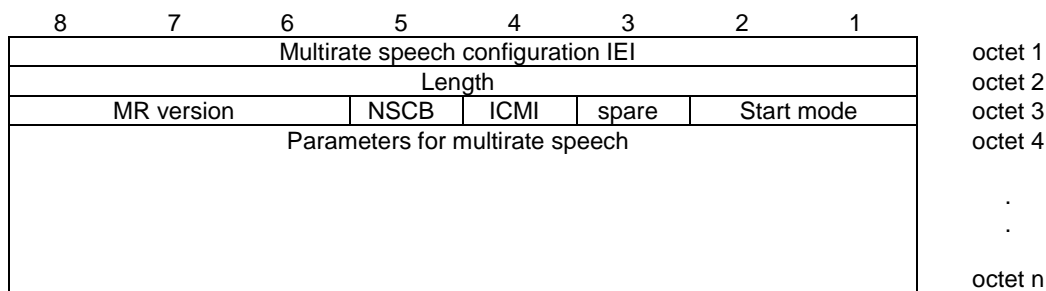 8 7 6 5 4 3 2 1
Multirate speech configuration IEI octet 1
Length octet 2
MR version NSCB ICMI spare Start mode octet 3
Parameters for multirate speech octet 4
.
.
octet n